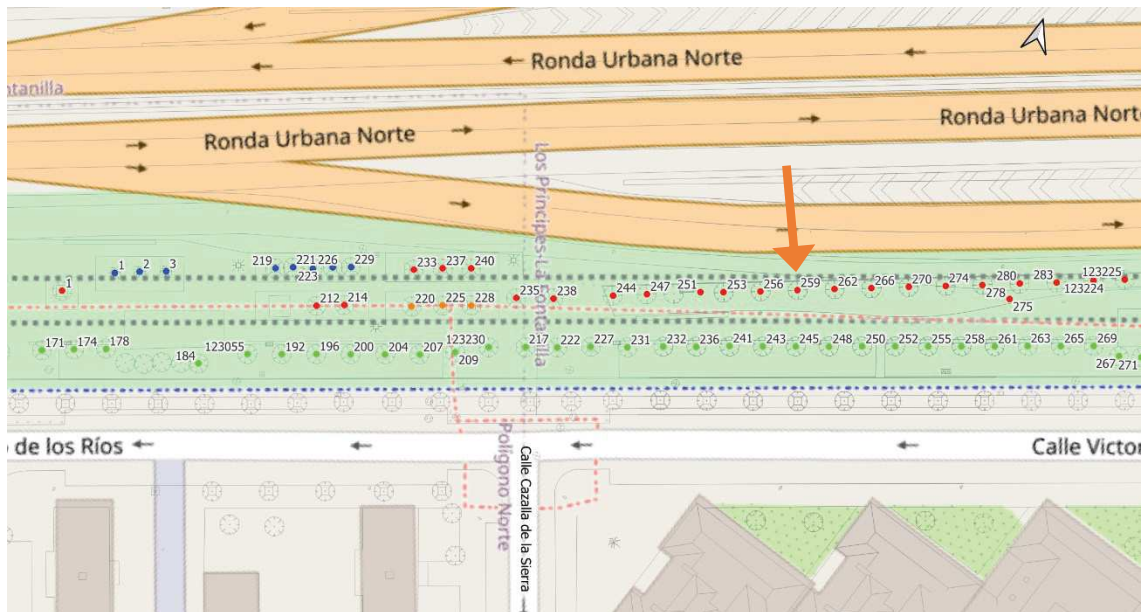 Ronda Urbana Norte
ntanilla
Ronda Urbana Norte
Ronda Urbana Norte
Los Prípes-La Fontanilla
1 2 3 219 221 226 229 233 237 240
223
1 212 214 220 225 228 235 238 244 247 251 253 256 259 262 266 270 274 280 283 123225
278 123224
275
171 174 178 184 123055 192 196 200 204 207 123230 217 222 227 231 232 236 241 243 245 248 250 252 255 258 261 263 265 269
209 267 271
o de los Ríos
Calle Victor
Polígono Norte
Calle Cazalla de la Sierra